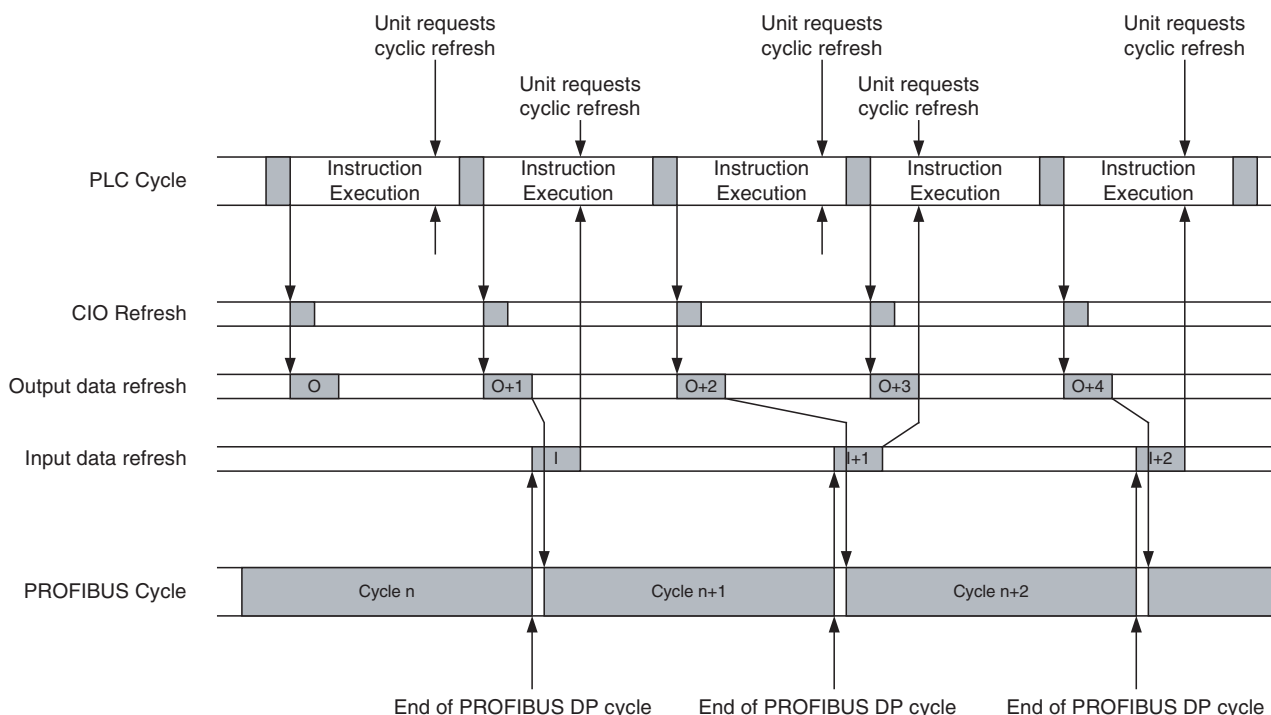 Unit requests
cyclic refresh
Unit requests
cyclic refresh
Unit requests
cyclic refresh
Unit requests
cyclic refresh
Unit requests
cyclic refresh
PLC Cycle
Instruction
Execution
Instruction
Execution
Instruction
Execution
Instruction
Execution
Instruction
Execution
CIO Refresh
Output data refresh
O
O+1
O+2
O+3
O+4
Input data refresh
I
I+1
I+2
PROFIBUS Cycle
Cycle n
Cycle n+1
Cycle n+2
End of PROFIBUS DP cycle
End of PROFIBUS DP cycle
End of PROFIBUS DP cycle